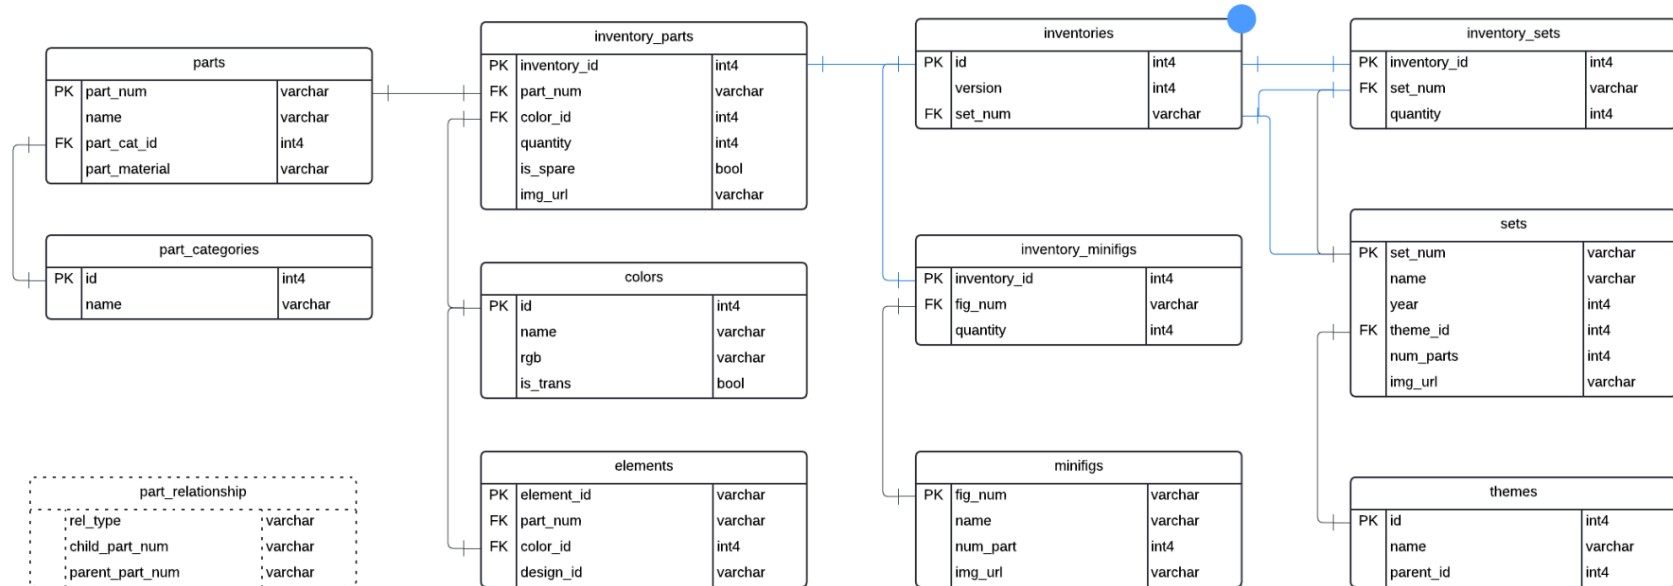 parts
PK part_num varchar
name varchar
FK part_cat_id int4
part_material varchar
part_categories
PK id int4
name varchar
part_relationship
rel_type varchar
child_part_num varchar
parent_part_num varchar
inventory_parts
PK inventory_id int4
FK part_num varchar
FK color_id int4
quantity int4
is_spare bool
img_url varchar
colors
PK id int4
name varchar
rgb varchar
is_trans bool
elements
PK element_id varchar
FK part_num varchar
FK color_id int4
design_id varchar
inventories
PK id int4
version int4
FK set_num varchar
inventory_minifigs
PK inventory_id int4
FK fig_num varchar
quantity int4
minifigs
PK fig_num varchar
name varchar
num_part int4
img_url varchar
inventory_sets
PK inventory_id int4
FK set_num varchar
quantity int4
sets
PK set_num varchar
name varchar
year int4
FK theme_id int4
num_parts int4
img_url varchar
themes
PK id int4
name varchar
parent_id int4